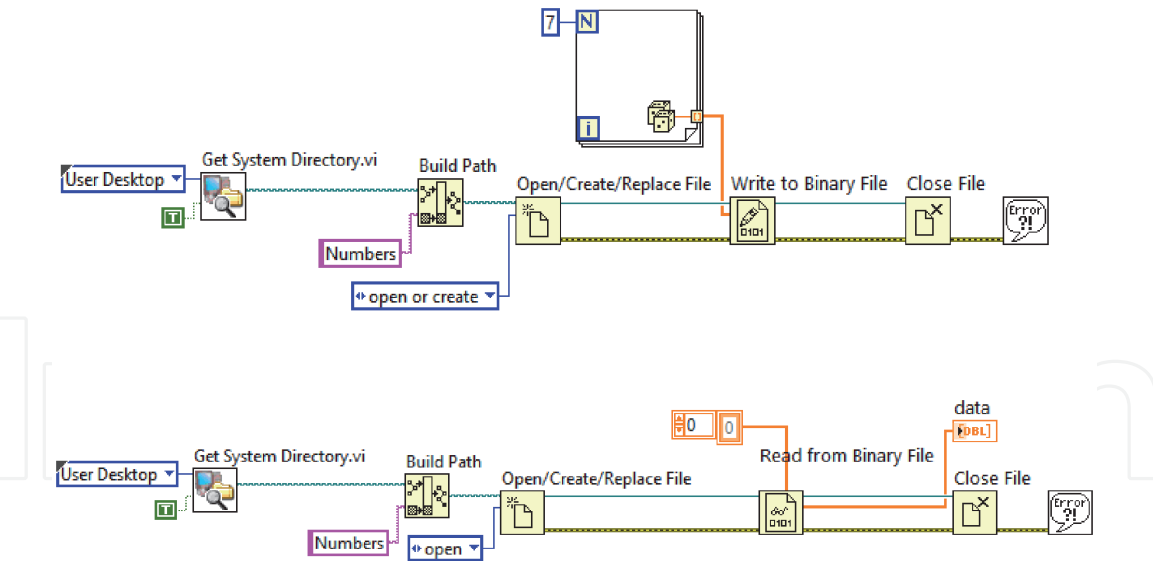 7
N
i
Get System Directory.vi
Build Path
User Desktop
Open/Create/Replace File
Write to Binary File
Close File
T
0101
Error
?!
Numbers
open or create
data
0
0
DBL]
Get System Directory.vi
Build Path
Read from Binary File
User Desktop
Open/Create/Replace File
Close File
T
0101
Error
?!
Numbers
open